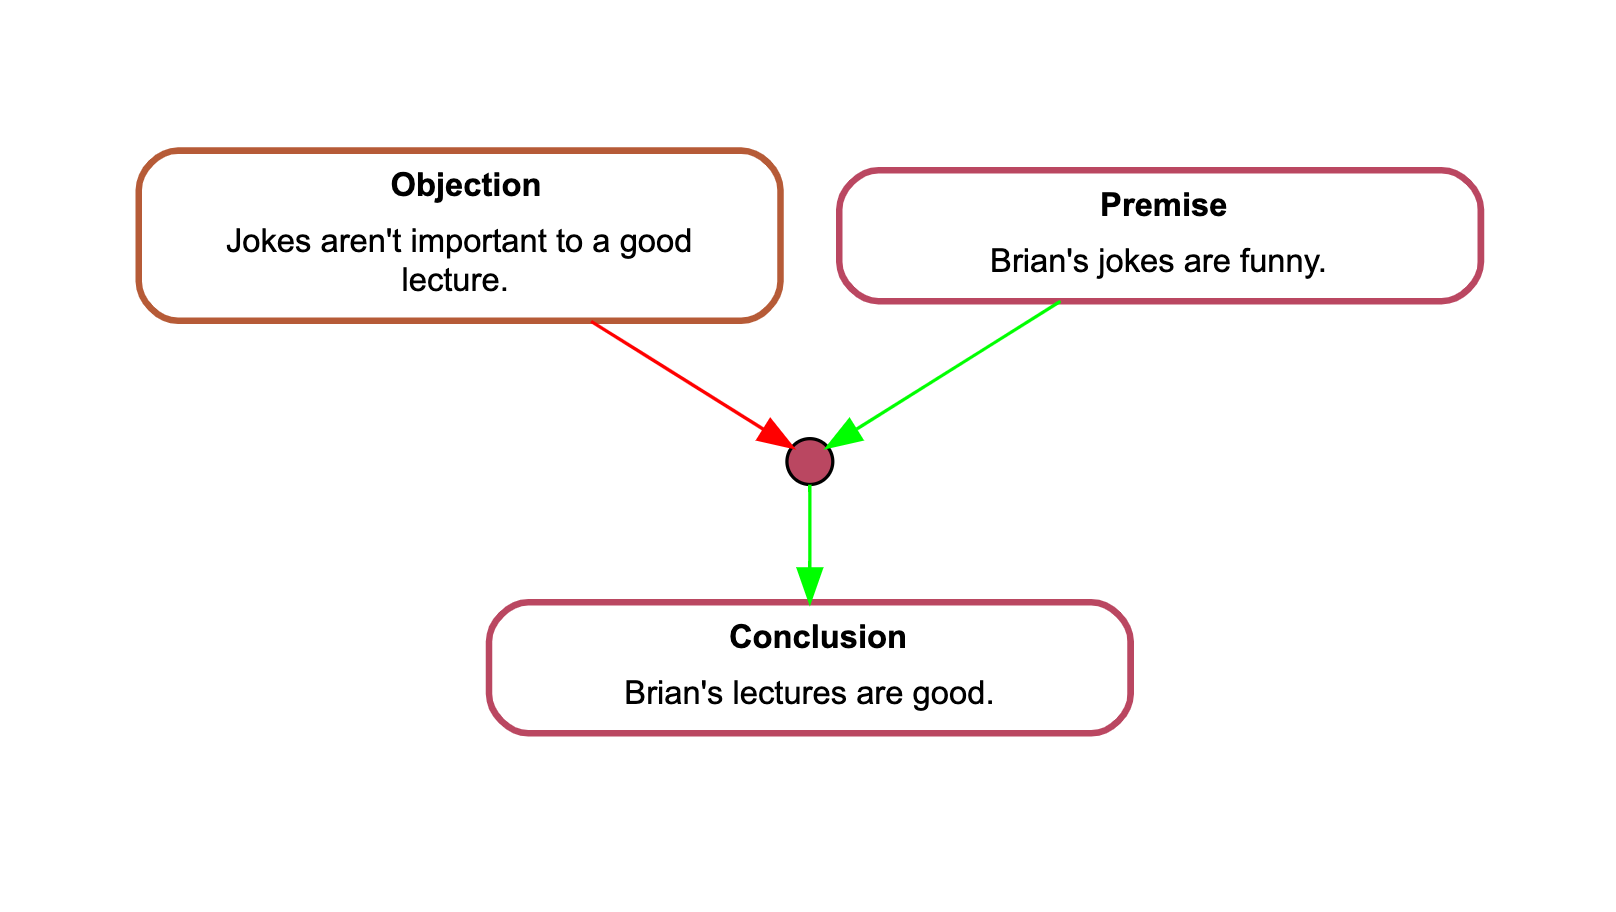 Objection
Jokes aren't important to a good
lecture.
Premise
Brian's jokes are funny.
Conclusion
Brian's lectures are good.